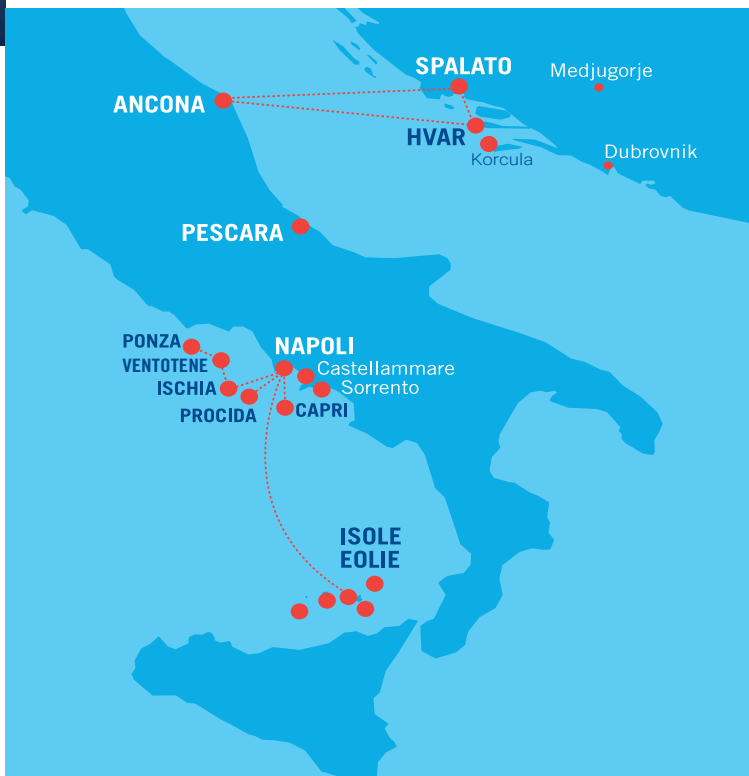 SPALATO
Medjugorje
ANCONA
HVAR
Korcula
Dubrovnik
PESCARA
PONZA
NAPOLI
VENTOTENE
Castellammare
ISCHIA
Sorrento
PROCIDA
CAPRI
ISOLE
EOLIE